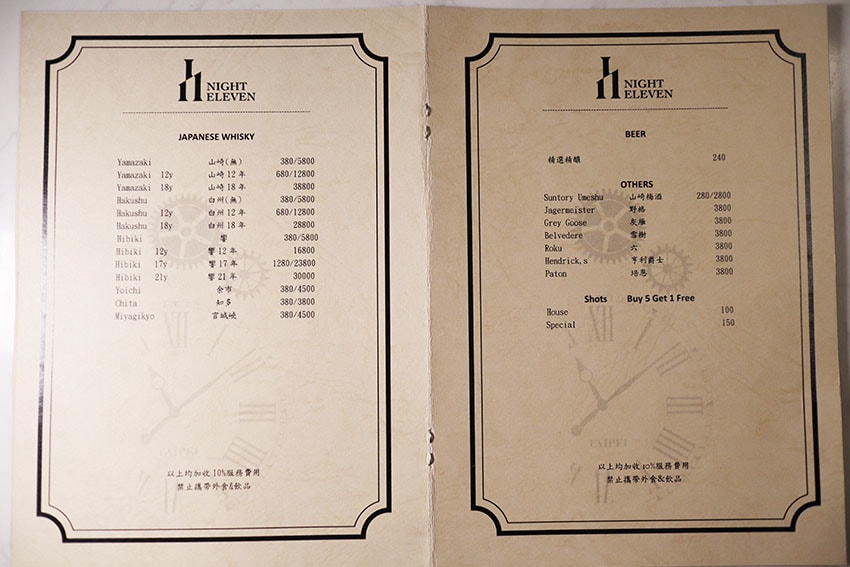 NIGHT
ELEVEN
JAPANESE WHISKY
Yamazaki 山崎(無) 380/5800
Yamazaki 12y 山崎 12 年 680/12800
Yamazaki 18y 山崎 18 年 38800
Hakushu 白州(無) 380/5800
Hakushu 12y 白州 12 年 680/12800
Hakushu 18y 白州 18 年 28800
Hibiki 響 380/5800
Hibiki 12y 響 12 年 16800
Hibiki 17y 響 17 年 1280/23800
Hibiki 21y 響 21 年 30000
Yoichi 余市 380/4500
Chita 知多 380/3800
Miyagikyo 宮城峽 380/4500
以上均加收 10%服務費用
禁止攜帶外食&飲品
NIGHT
ELEVEN
BEER
精選精釀 240
OTHERS
Suntory Umeshu 山崎梅酒 280/2800
Jagermeister 野格 3800
Grey Goose 灰雁 3800
Belvedere 雪樹 3800
Roku 六 3800
Hendrick,s 亨利爵士 3800
Paton 培恩 3800
Shots Buy 5 Get 1 Free
House 100
Special 150
TAIPEI
以上均加收 10%服務費用
禁止攜帶外食&飲品